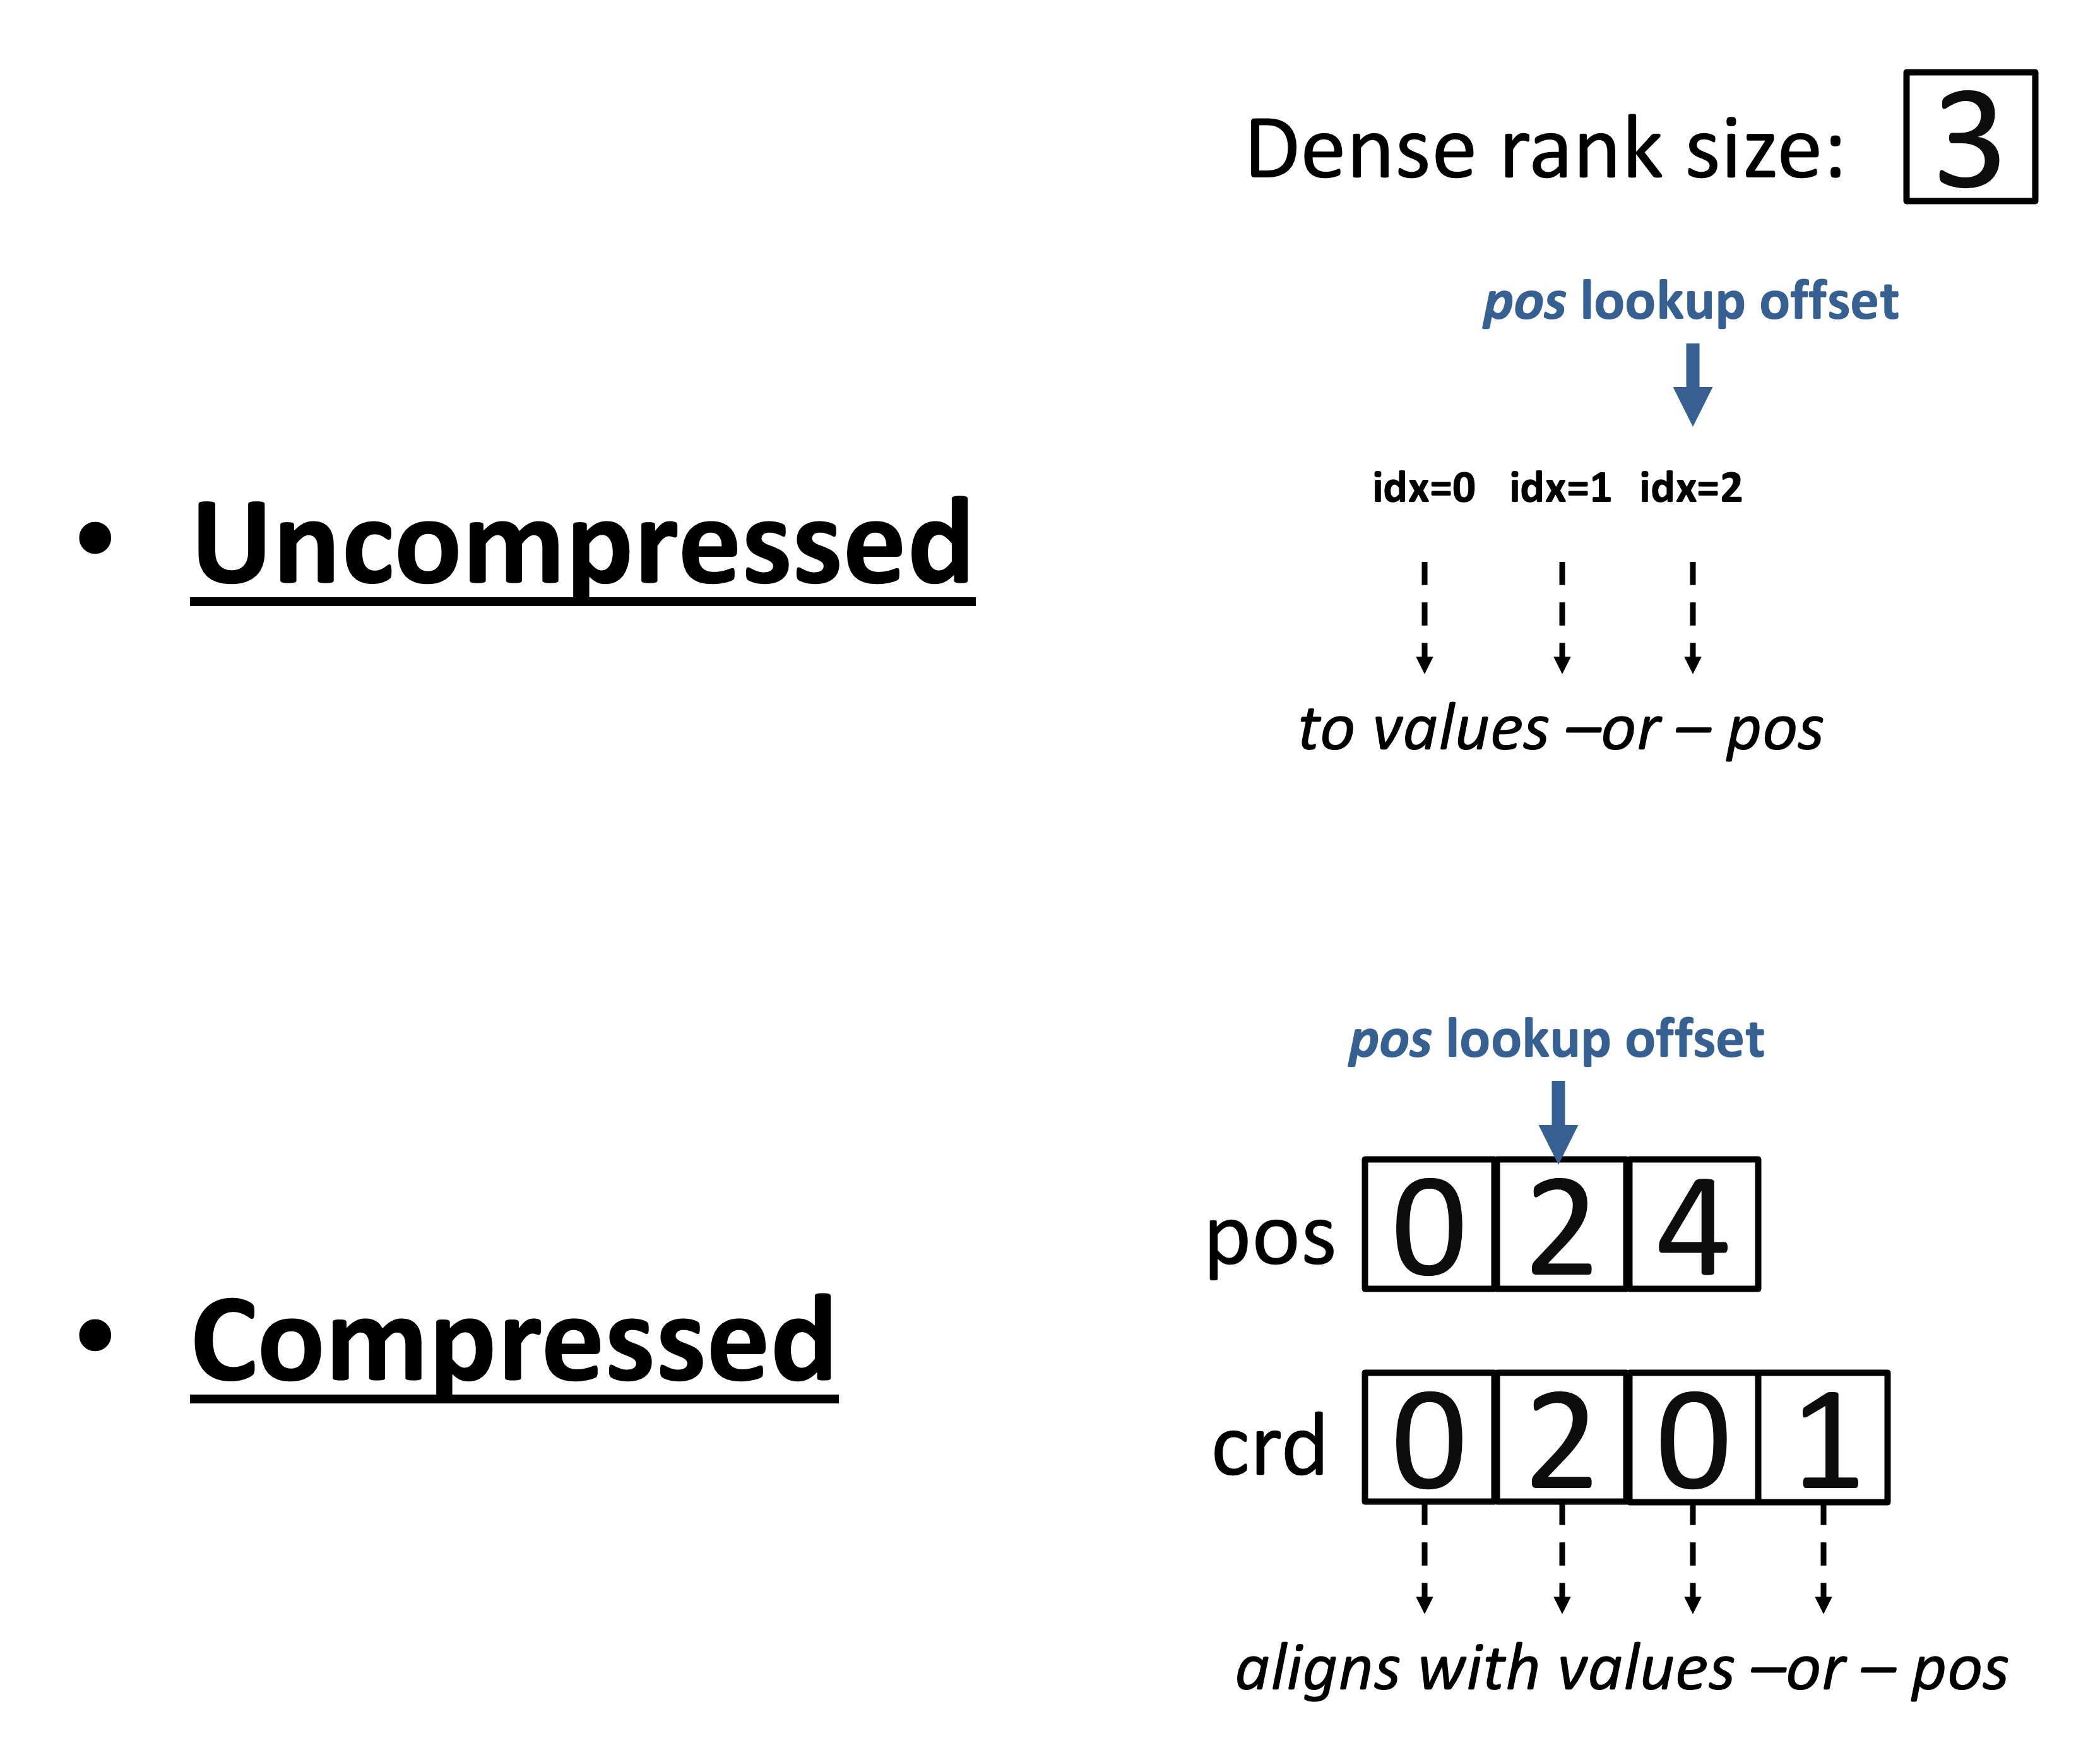 Dense rank size: 3
pos lookup offset
idx=0 idx=1 idx=2
• Uncompressed
to values –or – pos
pos lookup offset
pos 0 2 4
• Compressed
crd 0 2 0 1
aligns with values –or – pos